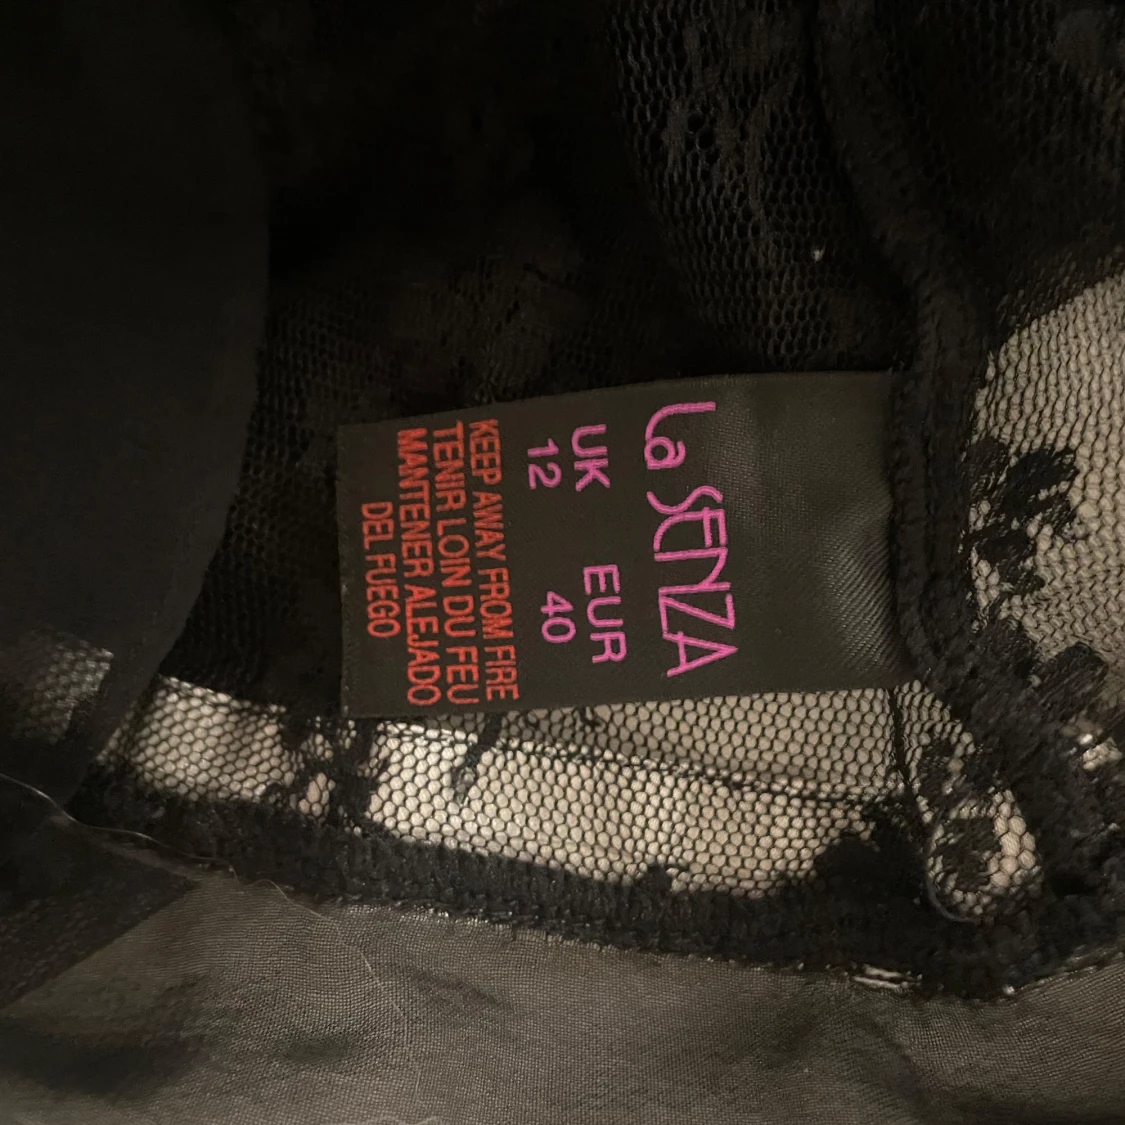 La SENZA
UK EUR
12 40
KEEP AWAY FROM FIRE
TENIR LOIN DU FEU
MANTENER ALEJADO
DEL FUEGO